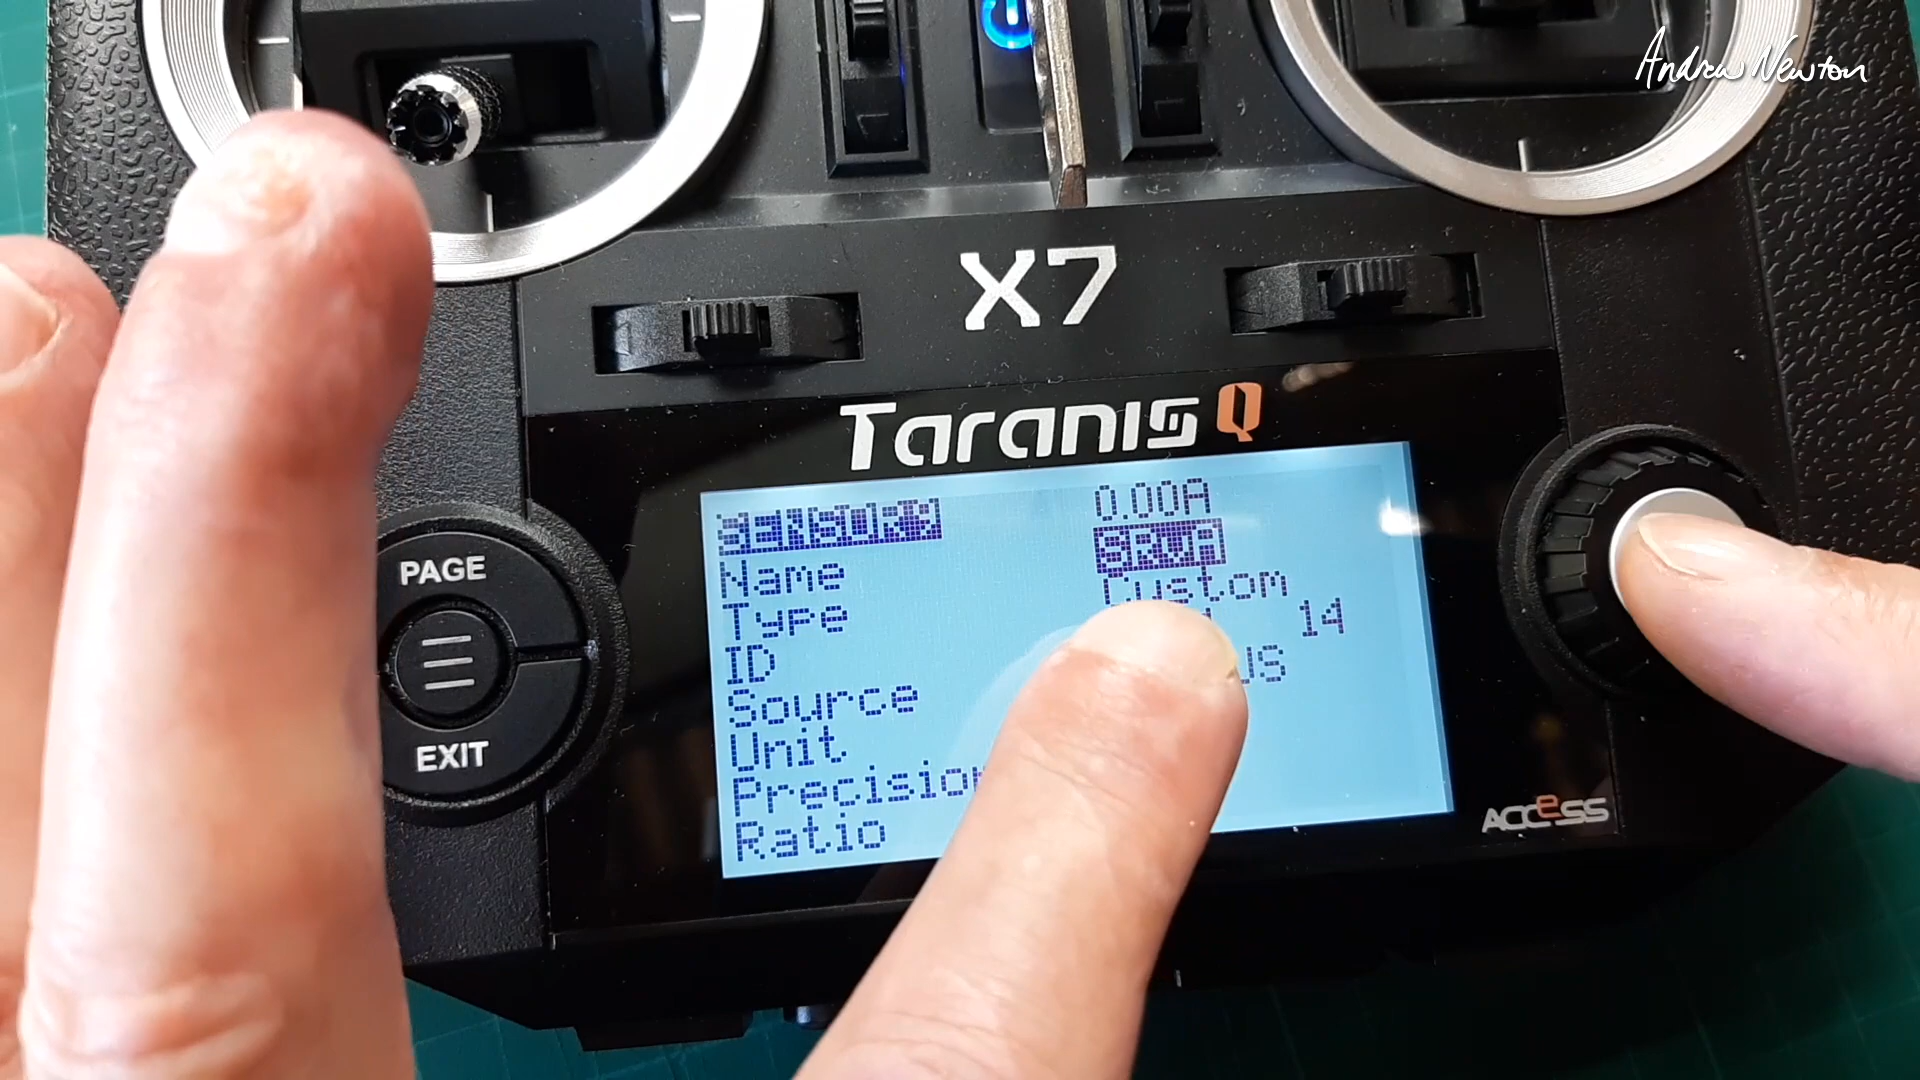 Andrew Newton
X7
Taranis Q
0.00A
Name
Custom
Type
14
ID
Source
Unit
Precision
Ratio
PAGE
EXIT
ACCESS